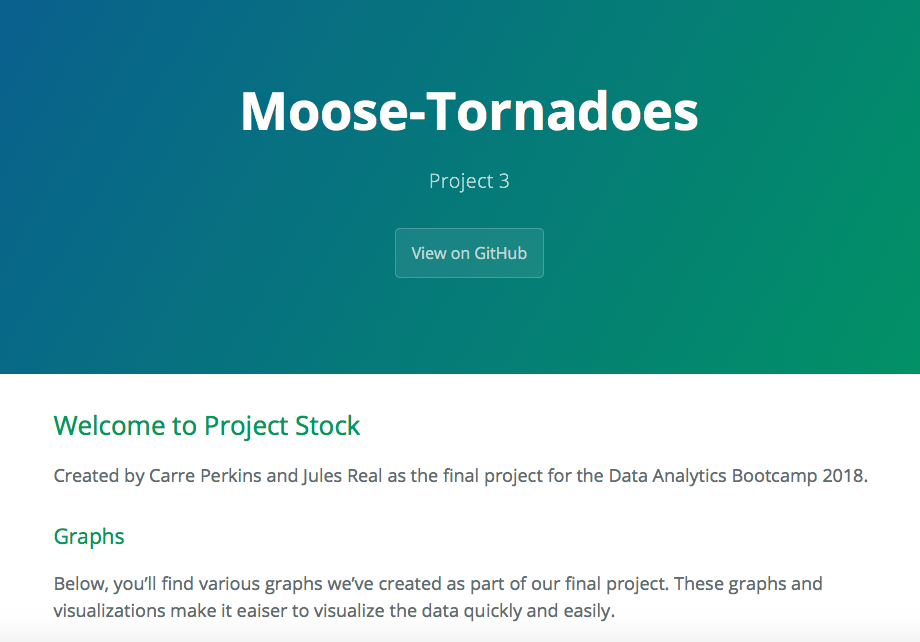 Moose-Tornadoes
Project 3
View on GitHub
Welcome to Project Stock
Created by Carre Perkins and Jules Real as the final project for the Data Analytics Bootcamp 2018.
Graphs
Below, you’ll find various graphs we’ve created as part of our final project. These graphs and
visualizations make it eaiser to visualize the data quickly and easily.